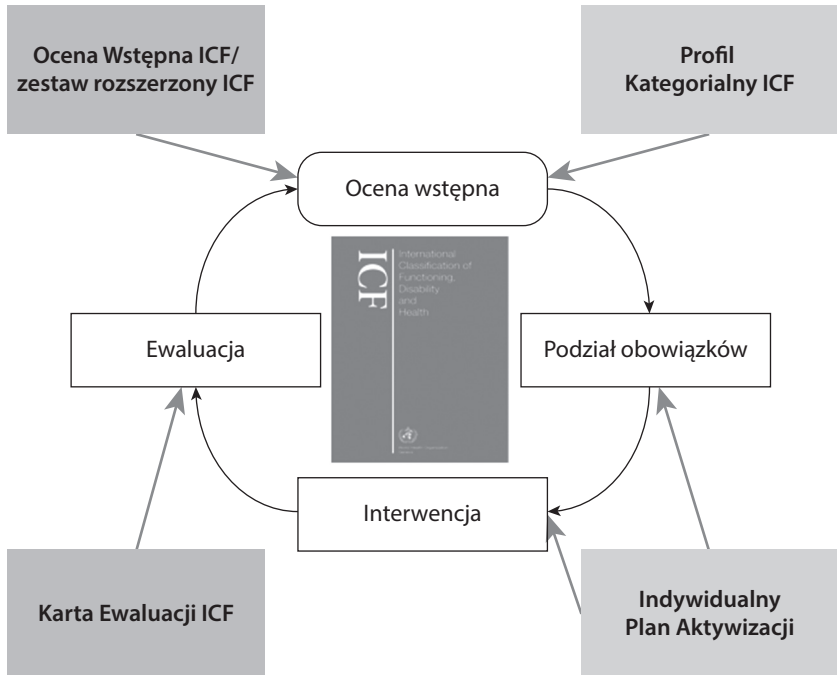 Ocena Wstępna ICF/
zestaw rozszerzony ICF
Profil
Kategorialny ICF
Ocena wstępna
ICF
International
Classification of
Functioning,
Disability
and
Health
Ewaluacja
Podział obowiązków
Interwencja
Karta Ewaluacji ICF
Indywidualny
Plan Aktywizacji